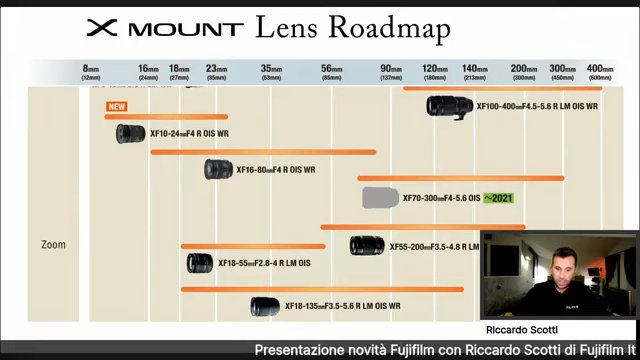 X MOUNT Lens Roadmap
8mm 16mm 18mm 23mm 35mm 56mm 90mm 120mm 140mm 200mm 300mm 400mm
(12mm) (24mm) (27mm) (35mm) (53mm) (85mm) (137mm) (180mm) (213mm) (300mm) (450mm) (600mm)
NEW
XF100-400mmF4.5-5.6 R LM OIS WR
XF10-24mmF4 R OIS WR
XF16-80mmF4 R OIS WR
XF70-300mmF4-5.6 OIS ~2021
Zoom
XF55-200mmF3.5-4.8 R LM
XF18-55mmF2.8-4 R LM OIS
XF18-135mmF3.5-5.6 R LM OIS WR
Riccardo Scotti
Presentazione novità Fujifilm con Riccardo Scotti di Fujifilm It